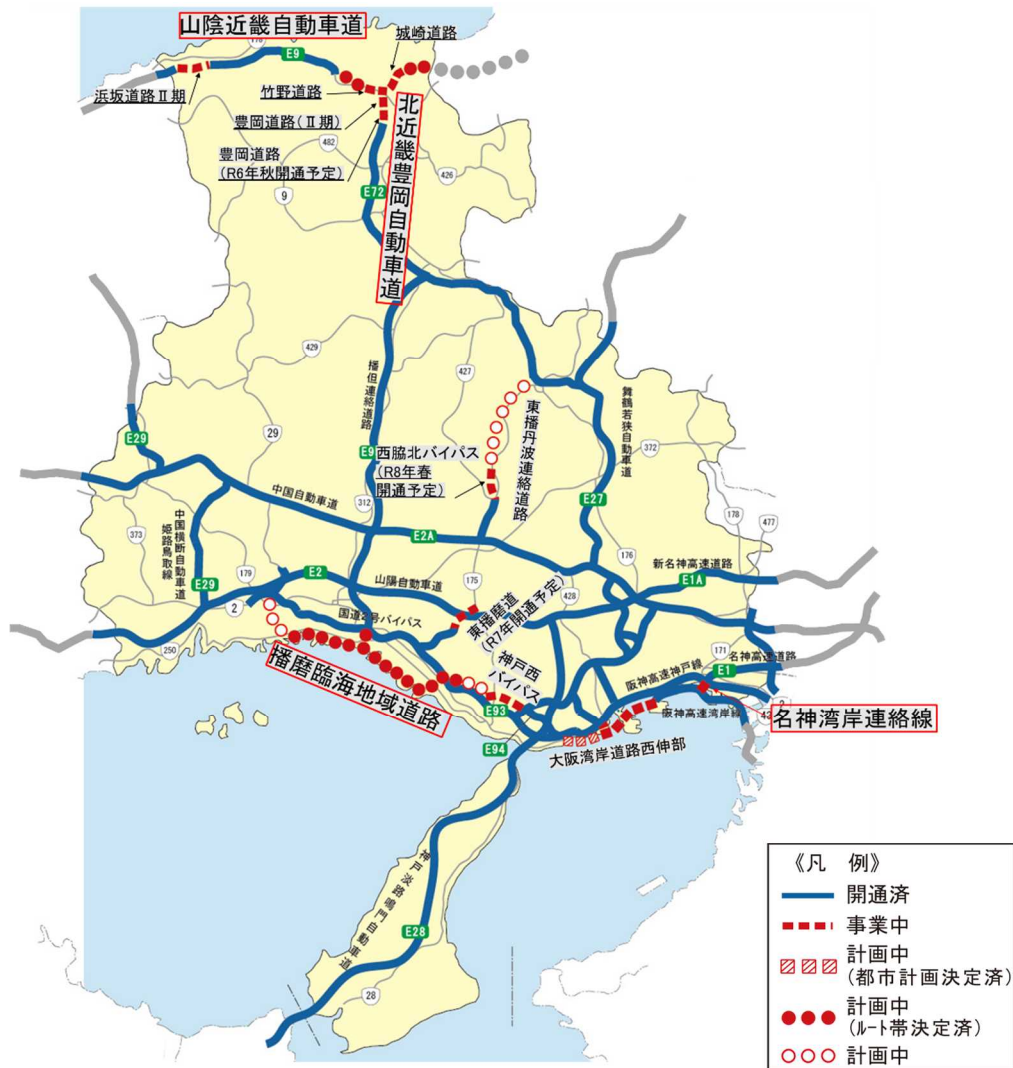 山陰近畿自動車道
城崎道路
178
E9
浜坂道路Ⅱ期
竹野道路
豊岡道路(Ⅱ期)
豊岡道路
(R6年秋開通予定)
北近畿豊岡自動車道
482
426
9
E72
429
播但連絡道路
427
東播丹波連絡道路
舞鶴若狭自動車道
E29
29
E9
西脇北バイパス
(R8年春
開通予定)
372
中国自動車道
312
E27
178
477
373
中国横断自動車道
姫路鳥取線
E2A
176
新名神高速道路
179
E2
山陽自動車道
175
E1A
E29
東播磨道
(R7年開通予定)
428
2
国道2号バイパス
250
神戸西
バイパス
171
名神高速道路
阪神高速神戸線
E1
播磨臨海地域道路
E93
阪神高速湾岸線
43
2
名神湾岸連絡線
E94
大阪湾岸道路西伸部
神戸淡路鳴門自動車道
E28
28
《凡 例》
開通済
事業中
計画中
(都市計画決定済)
計画中
(ルート帯決定済)
計画中